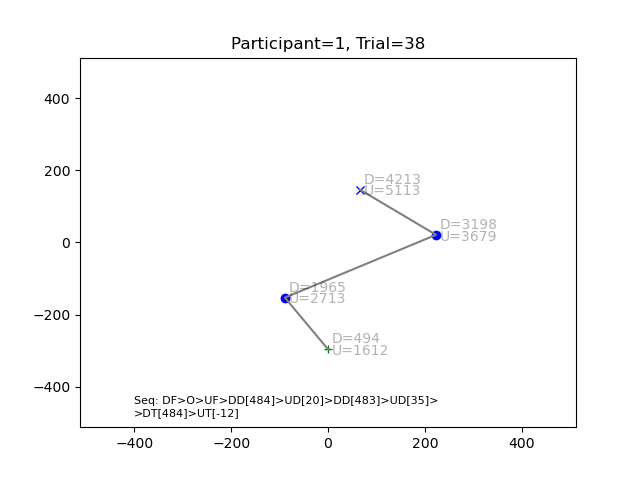 Participant=1, Trial=38
400
200
0
−200
−400
D=4213
U=5113
D=3198
U=3679
D=1965
U=2713
D=494
U=1612
Seq: DF>O>UF>DD[484]>UD[20]>DD[483]>UD[35]>
>DT[484]>UT[-12]
−400 −200 0 200 400